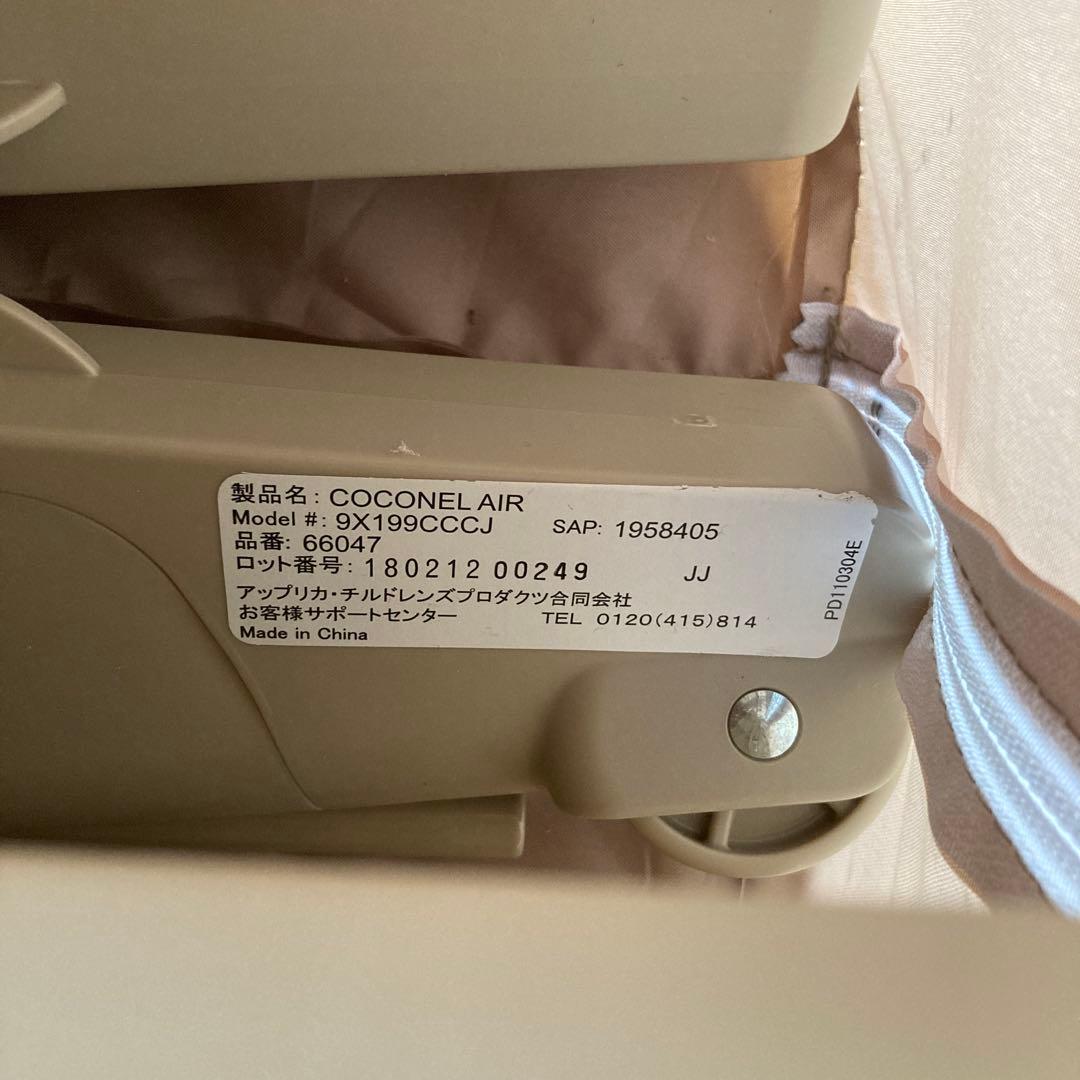 製品名: COCONEL AIR
Model #: 9X199CCCJ SAP: 1958405
品番: 66047
ロット番号: 180212 00249 JJ
アップリカ・チルドレンズプロダクツ合同会社
お客様サポートセンター TEL 0120(415)814
Made in China
PD110304E